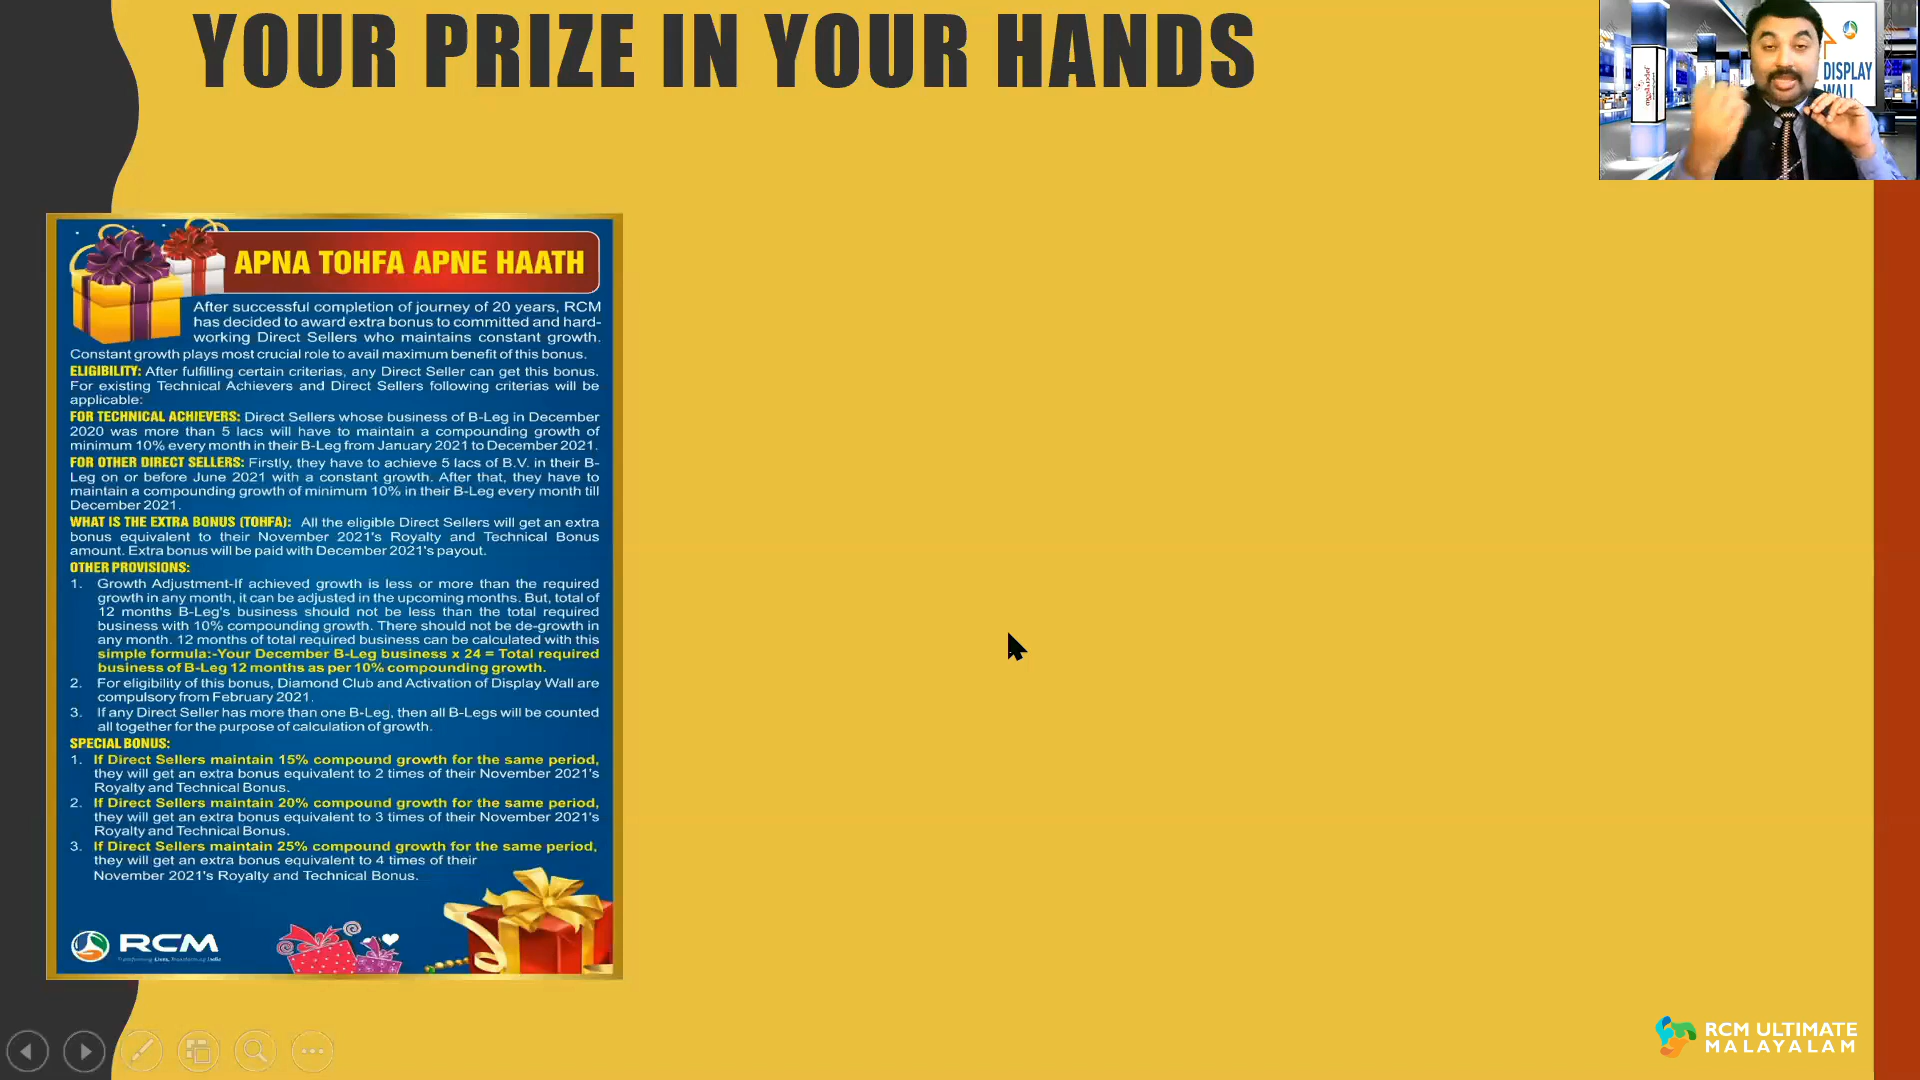 YOUR PRIZE IN YOUR HANDS
DISPLAY
WALL
APNA TOHFA APNE HAATH
After successful completion of journey of 20 years, RCM
has decided to award extra bonus to committed and hard-
working Direct Sellers who maintains constant growth.
Constant growth plays most crucial role to avail maximum benefit of this bonus.
ELIGIBILITY: After fulfilling certain criterias, any Direct Seller can get this bonus.
For existing Technical Achievers and Direct Sellers following criterias will be
applicable:
FOR TECHNICAL ACHIEVERS: Direct Sellers whose business of B-Leg in December
2020 was more than 5 lacs will have to maintain a compounding growth of
minimum 10% every month in their B-Leg from January 2021 to December 2021.
FOR OTHER DIRECT SELLERS: Firstly, they have to achieve 5 lacs of B.V. in their B-
Leg on or before June 2021 with a constant growth. After that, they have to
maintain a compounding growth of minimum 10% in their B-Leg every month till
December 2021.
WHAT IS THE EXTRA BONUS (TOHFA): All the eligible Direct Sellers will get an extra
bonus equivalent to their November 2021's Royalty and Technical Bonus
amount. Extra bonus will be paid with December 2021's payout.
OTHER PROVISIONS:
1. Growth Adjustment-If achieved growth is less or more than the required
growth in any month, it can be adjusted in the upcoming months. But, total of
12 months B-Leg's business should not be less than the total required
business with 10% compounding growth. There should not be de-growth in
any month. 12 months of total required business can be calculated with this
simple formula:-Your December B-Leg business x 24 = Total required
business of B-Leg 12 months as per 10% compounding growth.
2. For eligibility of this bonus, Diamond Club and Activation of Display Wall are
compulsory from February 2021.
3. If any Direct Seller has more than one B-Leg, then all B-Legs will be counted
all together for the purpose of calculation of growth.
SPECIAL BONUS:
1. If Direct Sellers maintain 15% compound growth for the same period,
they will get an extra bonus equivalent to 2 times of their November 2021's
Royalty and Technical Bonus.
2. If Direct Sellers maintain 20% compound growth for the same period,
they will get an extra bonus equivalent to 3 times of their November 2021's
Royalty and Technical Bonus.
3. If Direct Sellers maintain 25% compound growth for the same period,
they will get an extra bonus equivalent to 4 times of their
November 2021's Royalty and Technical Bonus.
RCM
Transforming Lives, Transforming India
RCM ULTIMATE
MALAYALAM